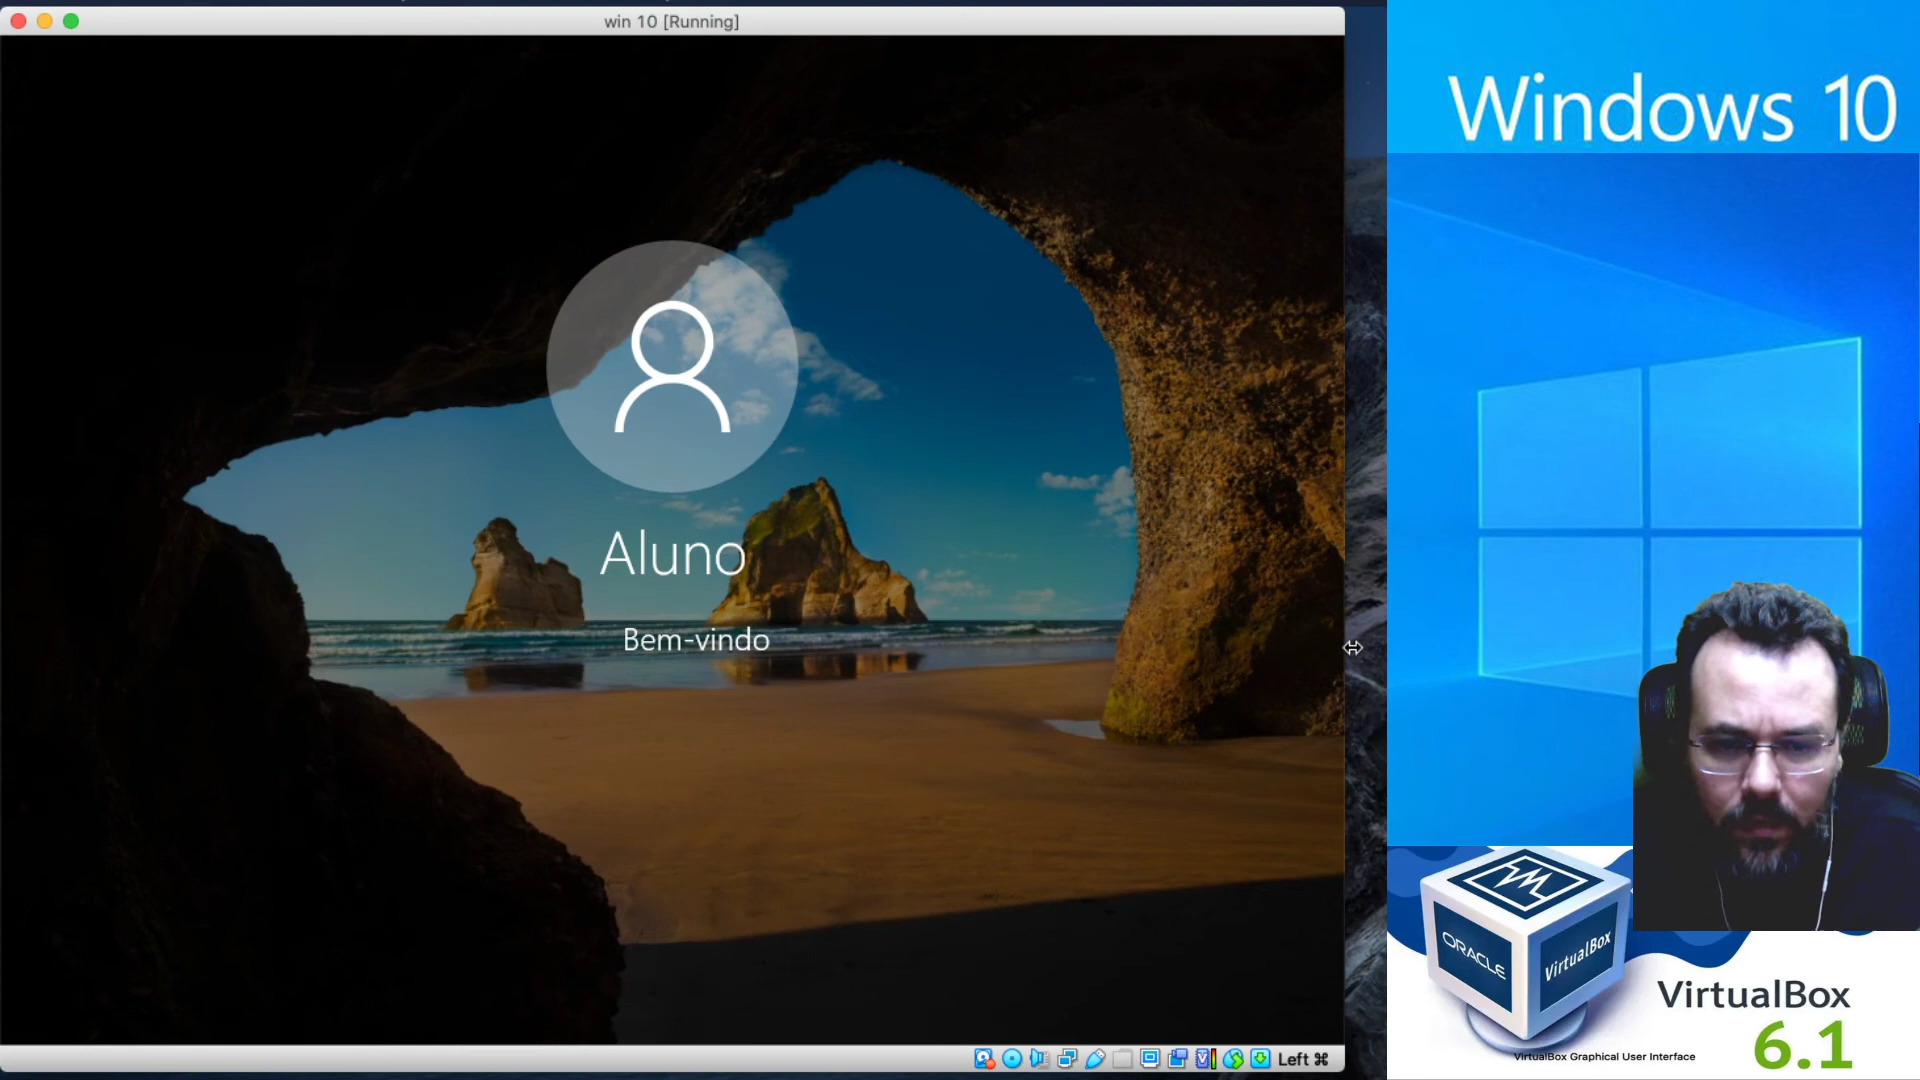 win 10 [Running]
Aluno
Bem-vindo
Left ⌘
Windows 10
ORACLE
VirtualBox
VirtualBox
6.1
VirtualBox Graphical User Interface